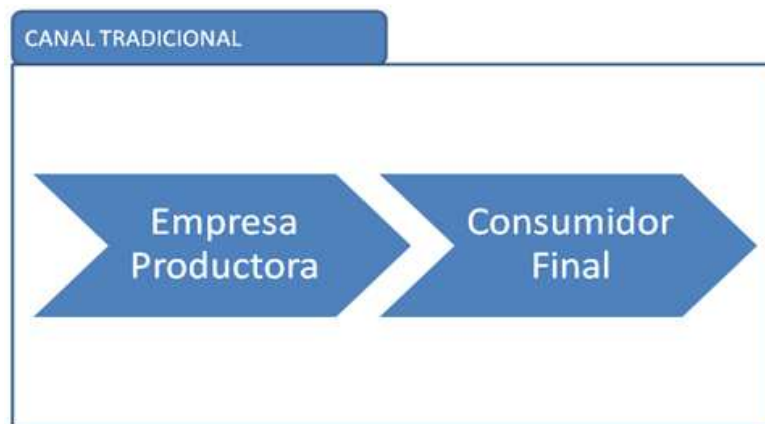 CANAL TRADICIONAL
Empresa
Productora
Consumidor
Final